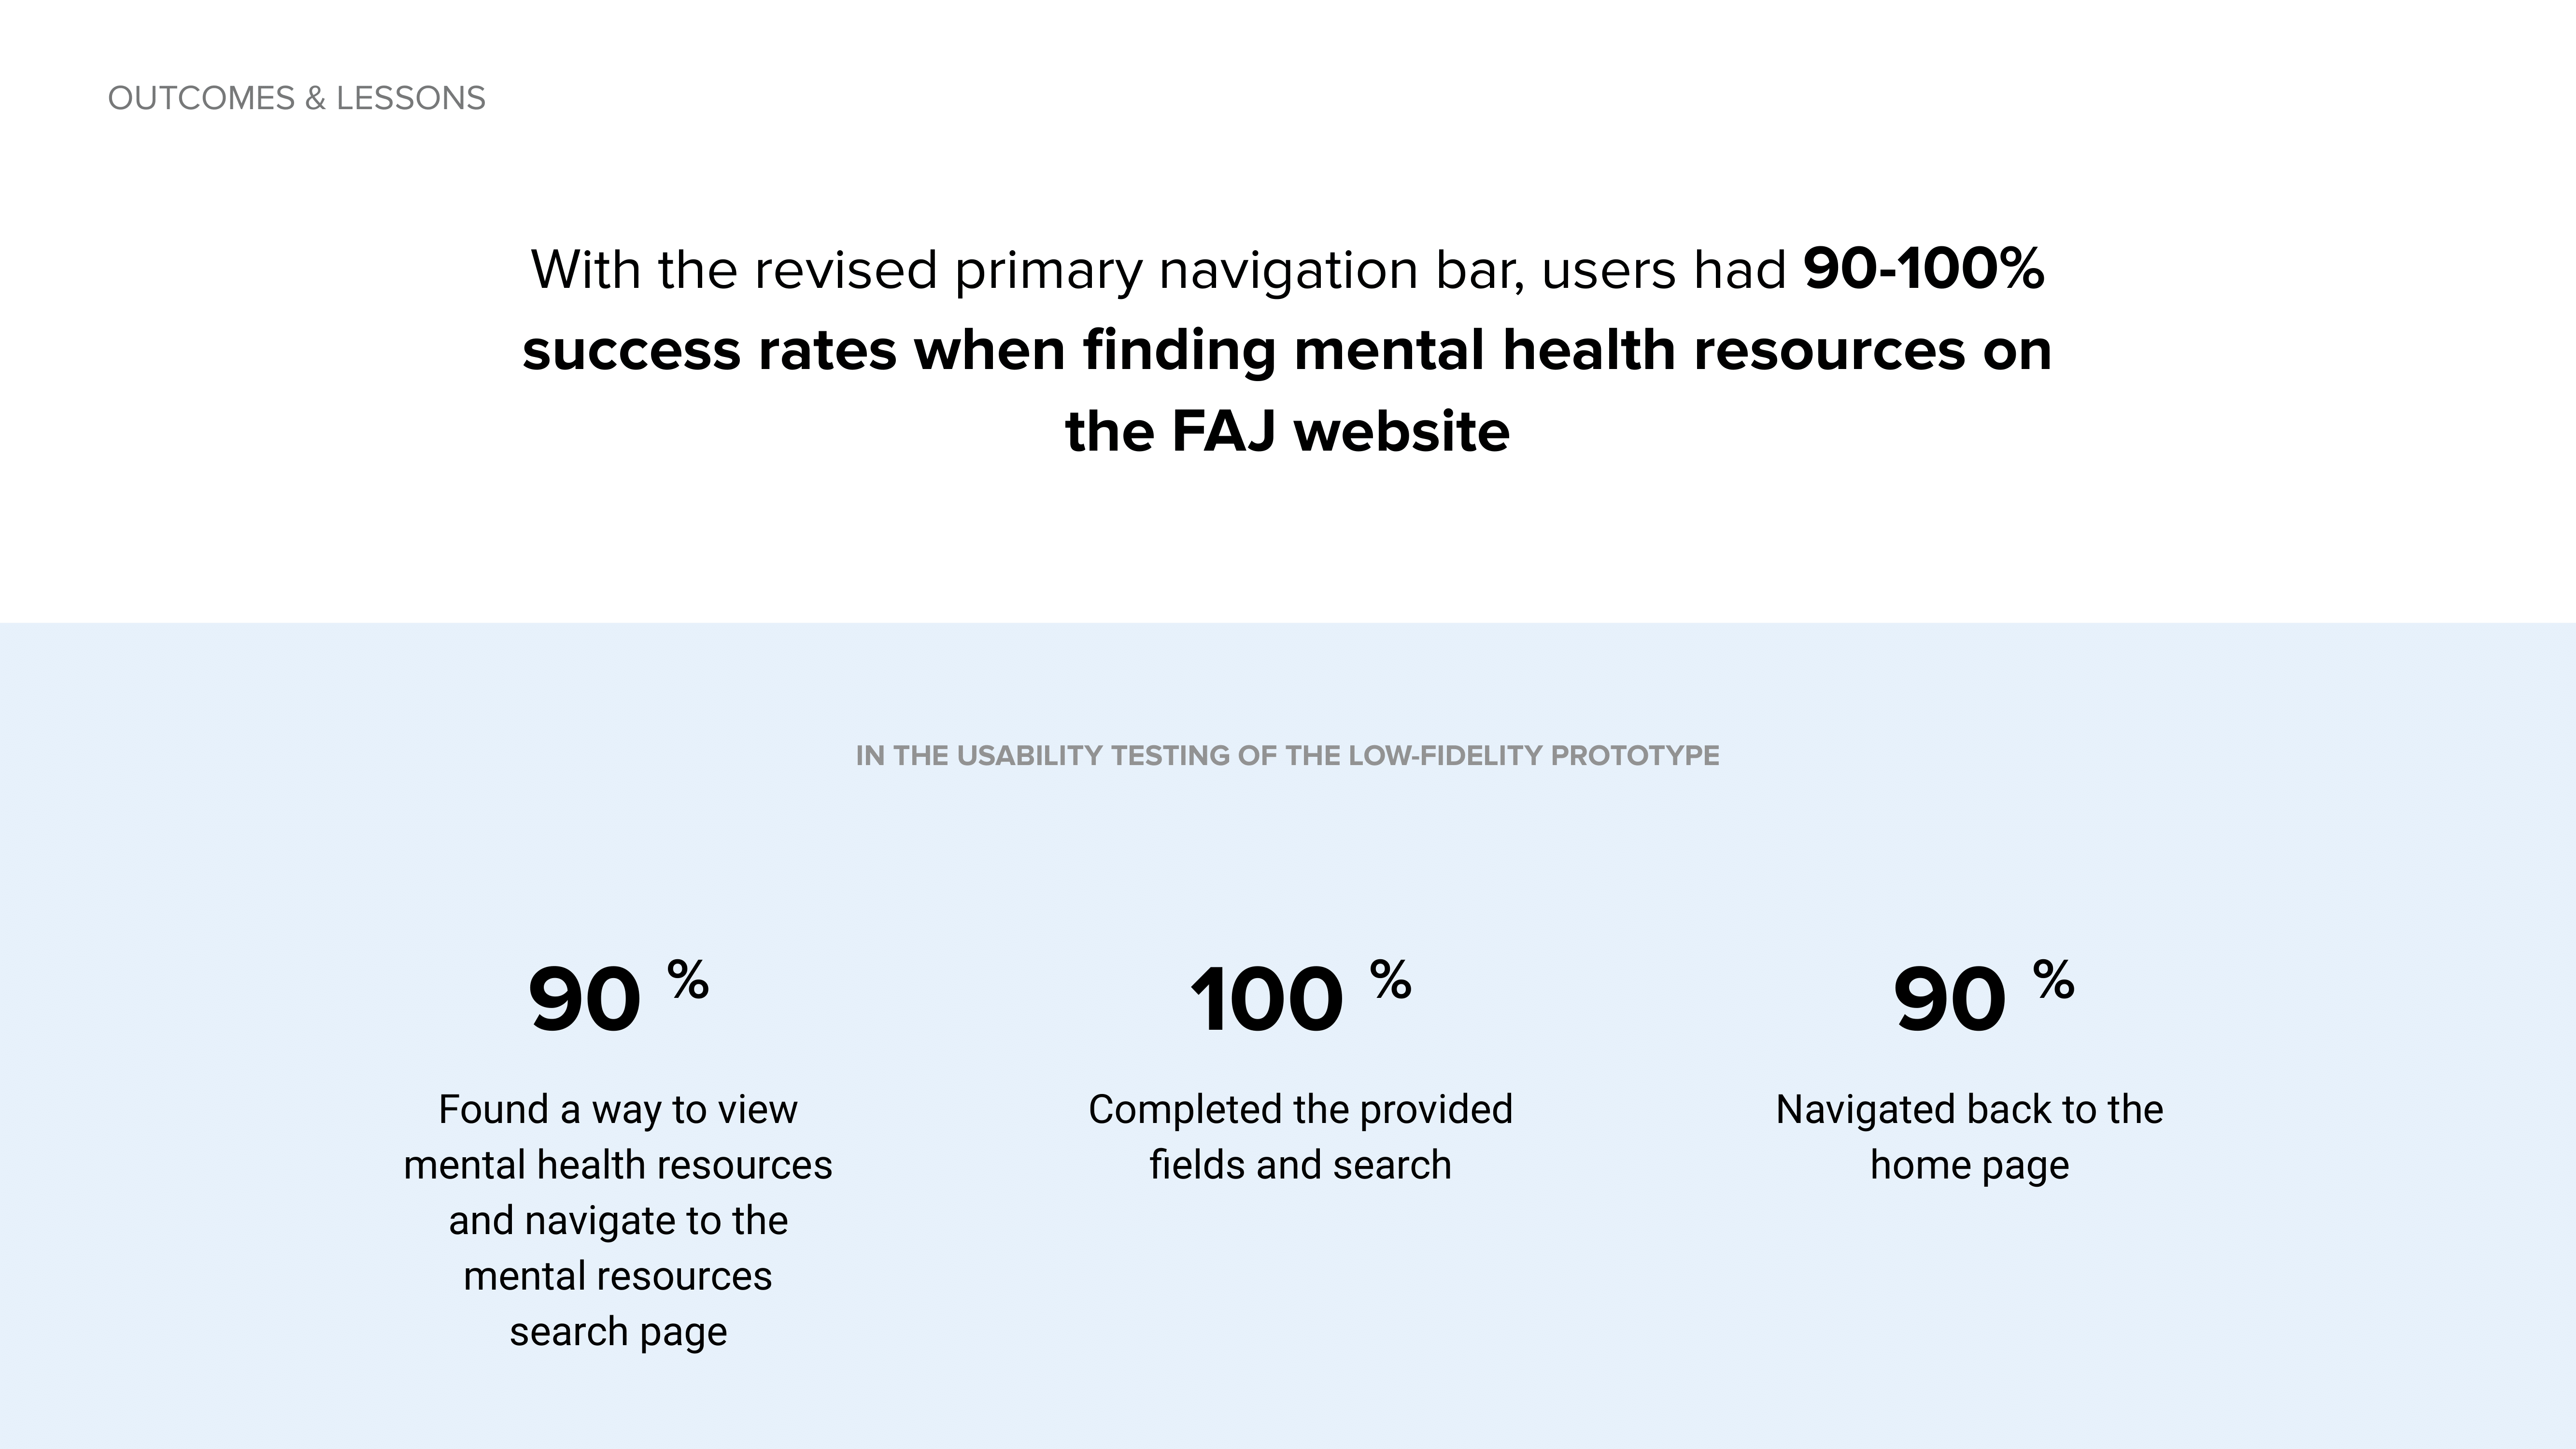 OUTCOMES & LESSONS
With the revised primary navigation bar, users had 90-100%
success rates when finding mental health resources on
the FAJ website
IN THE USABILITY TESTING OF THE LOW-FIDELITY PROTOTYPE
90 %
Found a way to view
mental health resources
and navigate to the
mental resources
search page
100 %
Completed the provided
fields and search
90 %
Navigated back to the
home page